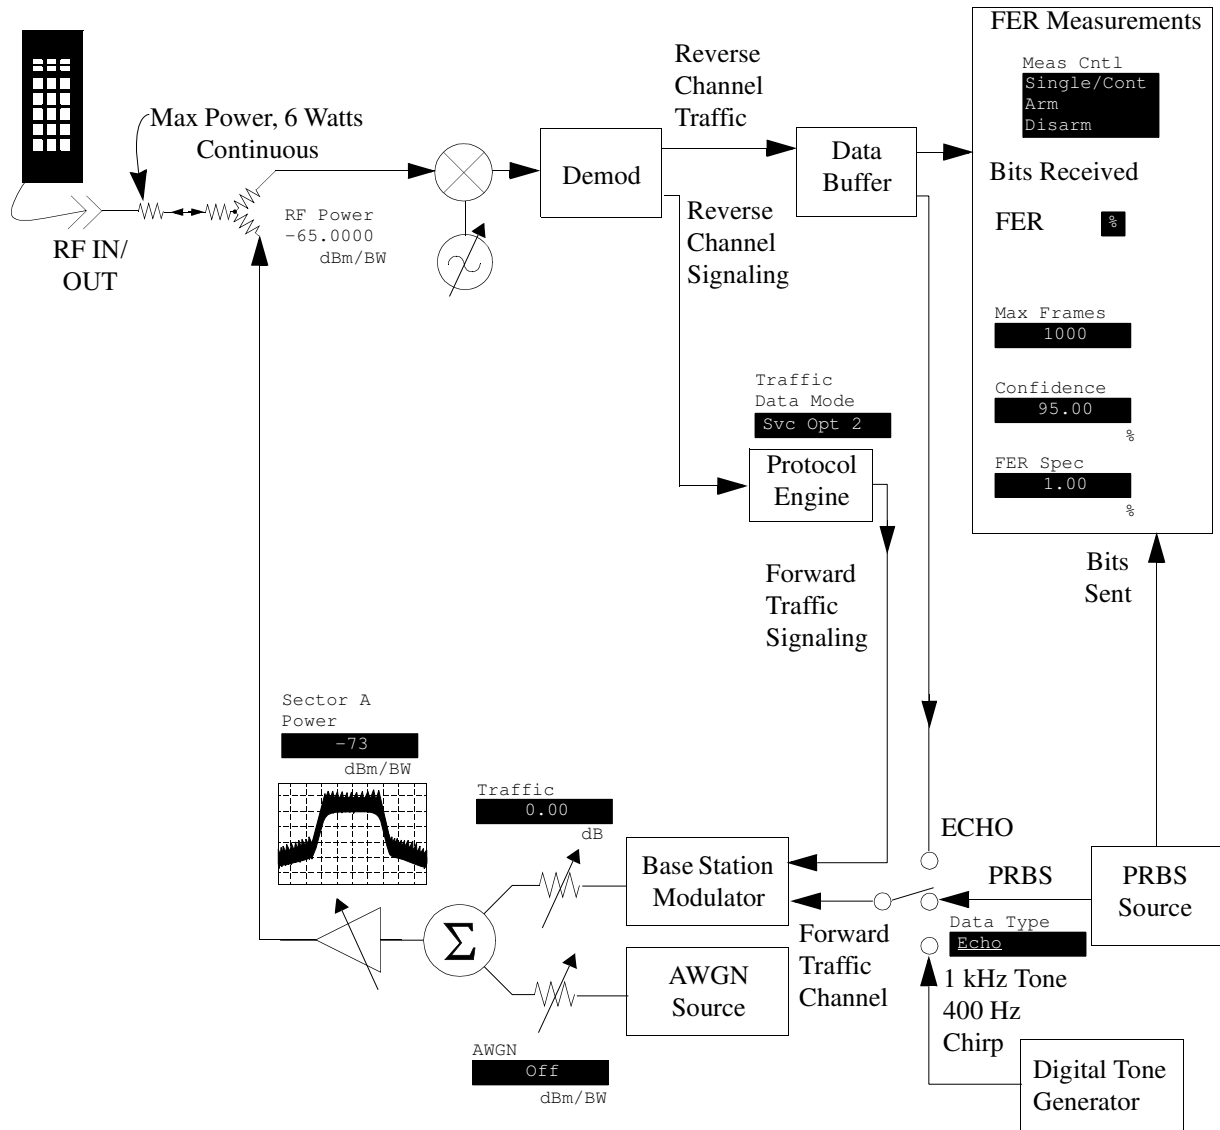 FER Measurements
Meas Cntl
Single/Cont
Arm
Disarm
Bits Received
FER
%
Max Frames
1000
Confidence
95.00
%
FER Spec
1.00
%
Max Power, 6 Watts
Continuous
RF IN/
OUT
RF Power
-65.0000
dBm/BW
Demod
Reverse
Channel
Traffic
Data
Buffer
Reverse
Channel
Signaling
Traffic
Data Mode
Svc Opt 2
Protocol
Engine
Forward
Traffic
Signaling
Bits
Sent
Sector A
Power
-73
dBm/BW
Traffic
0.00
dB
Base Station
Modulator
Σ
AWGN
Source
AWGN
Off
dBm/BW
Forward
Traffic
Channel
ECHO
PRBS
PRBS
Source
Data Type
Echo
1 kHz Tone
400 Hz
Chirp
Digital Tone
Generator